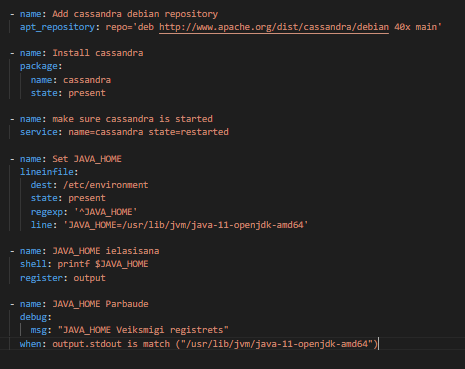 - name: Add cassandra debian repository
apt_repository: repo='deb http://www.apache.org/dist/cassandra/debian 40x main'
- name: Install cassandra
package:
name: cassandra
state: present
- name: make sure cassandra is started
service: name=cassandra state=restarted
- name: Set JAVA_HOME
lineinfile:
dest: /etc/environment
state: present
regexp: '^JAVA_HOME'
line: 'JAVA_HOME=/usr/lib/jvm/java-11-openjdk-amd64'
- name: JAVA_HOME ielasisana
shell: printf $JAVA_HOME
register: output
- name: JAVA_HOME Parbaude
debug:
msg: "JAVA_HOME Veiksmigi registrets"
when: output.stdout is match ("/usr/lib/jvm/java-11-openjdk-amd64")